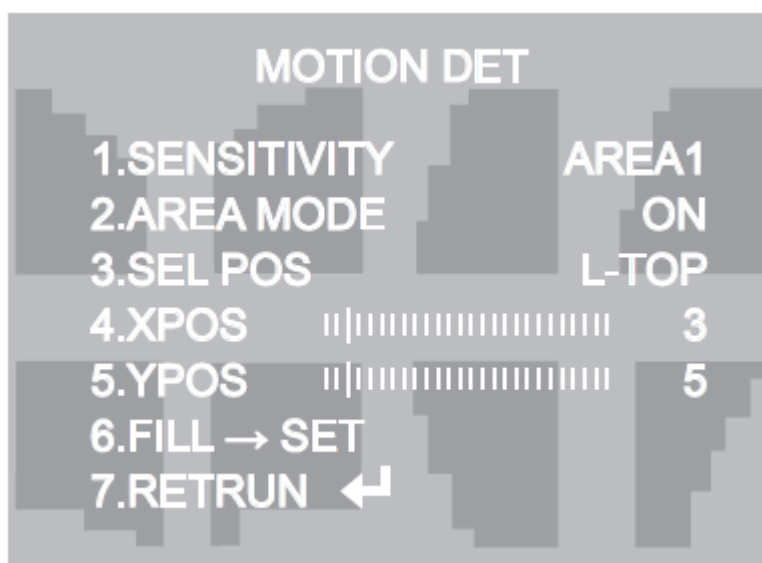 MOTION DET
1.SENSITIVITY AREA1
2.AREA MODE ON
3.SEL POS L-TOP
4.XPOS 3
5.YPOS 5
6.FILL → SET
7.RETRUN ↵